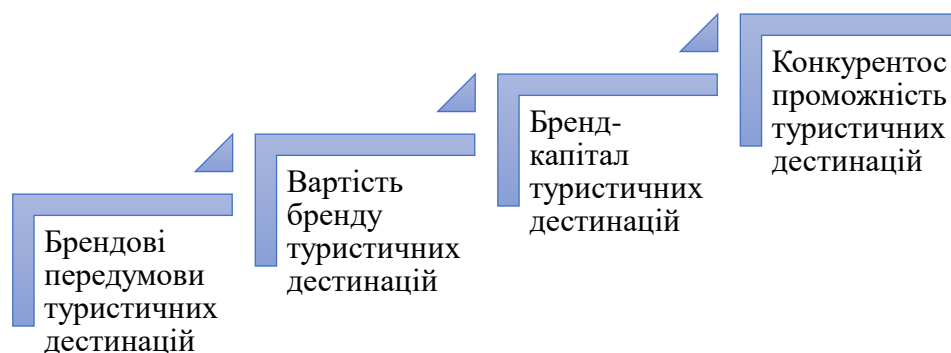 Брендові
передумови
туристичних
дестинацій
Вартість
бренду
туристичних
дестинацій
Бренд-
капітал
туристичних
дестинацій
Конкурентос
проможність
туристичних
дестинацій